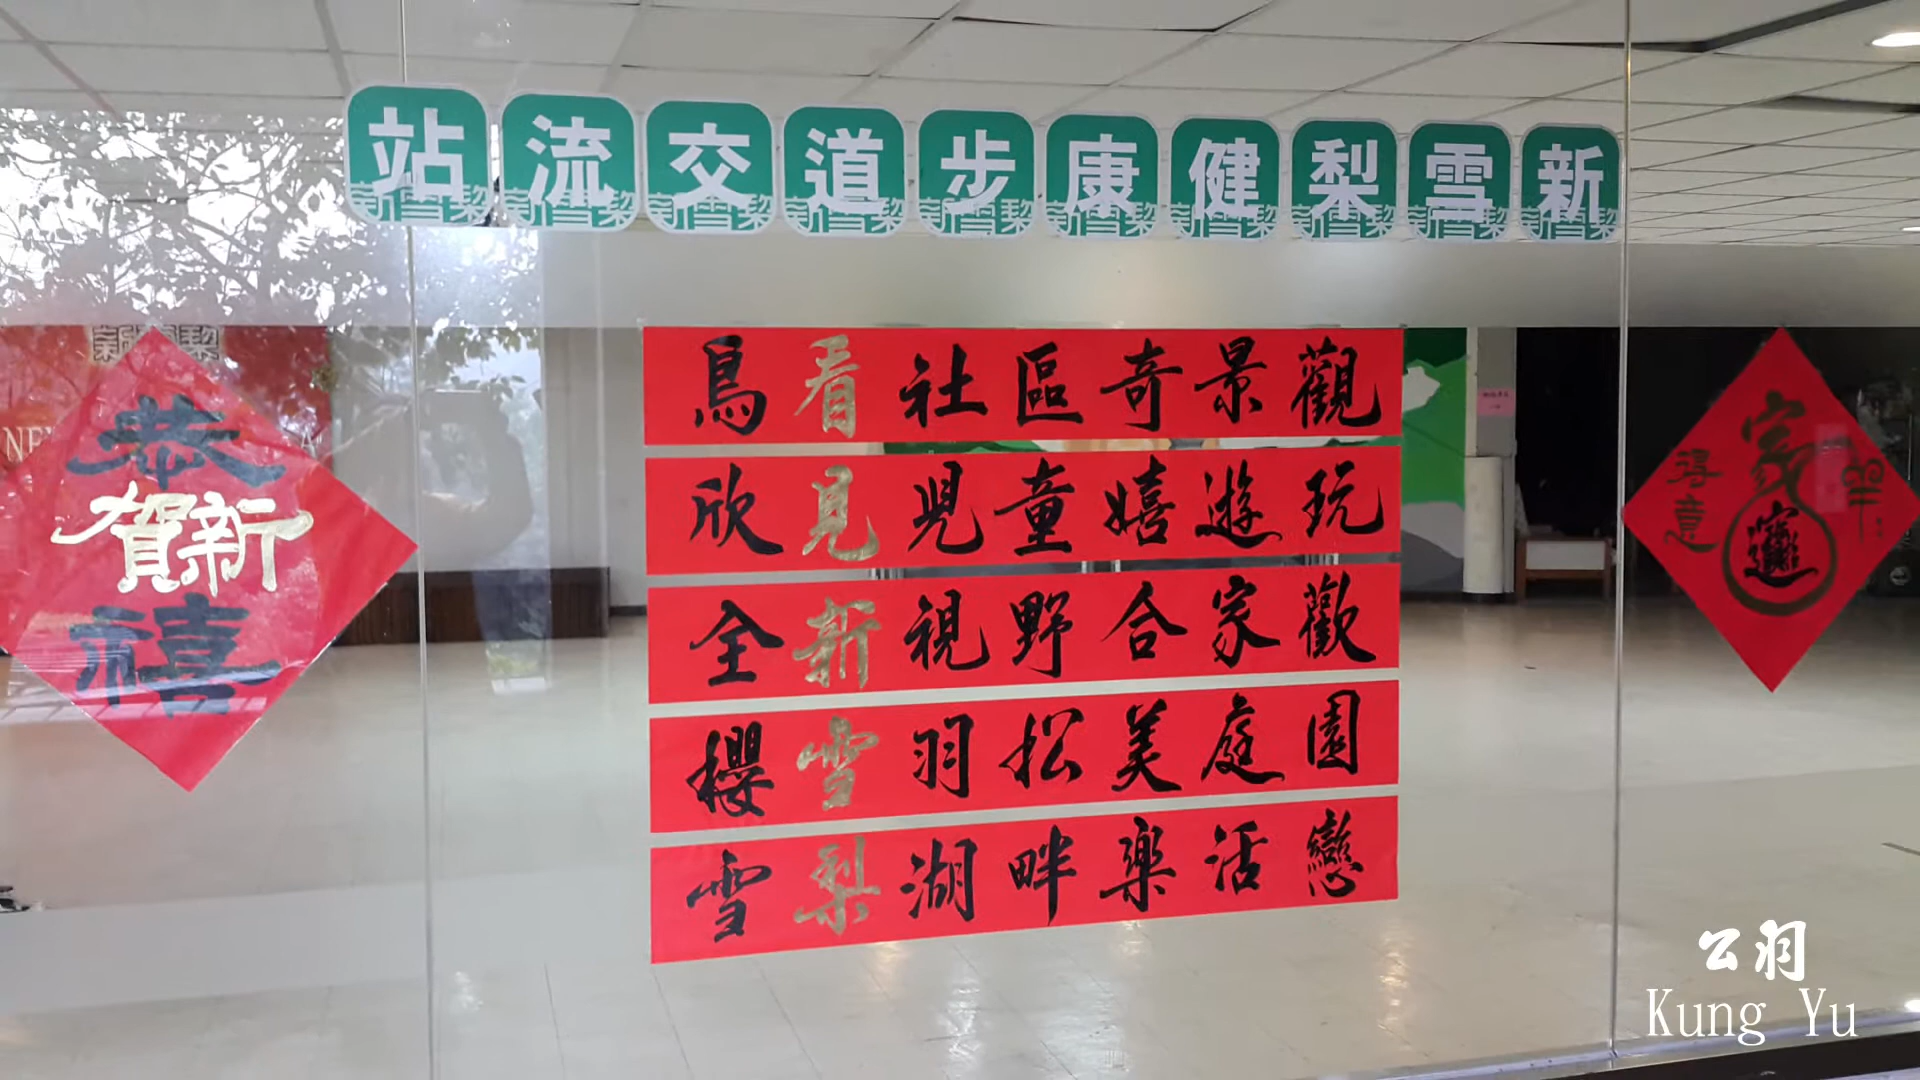 新雪梨健康步道交流站
恭
賀新
禧
鳥看社區奇景觀
欣見兒童嬉遊玩
全新視野合家歡
櫻雪羽松美庭園
雪梨湖畔樂活戀
羊
家
得意
公羽
Kung Yu